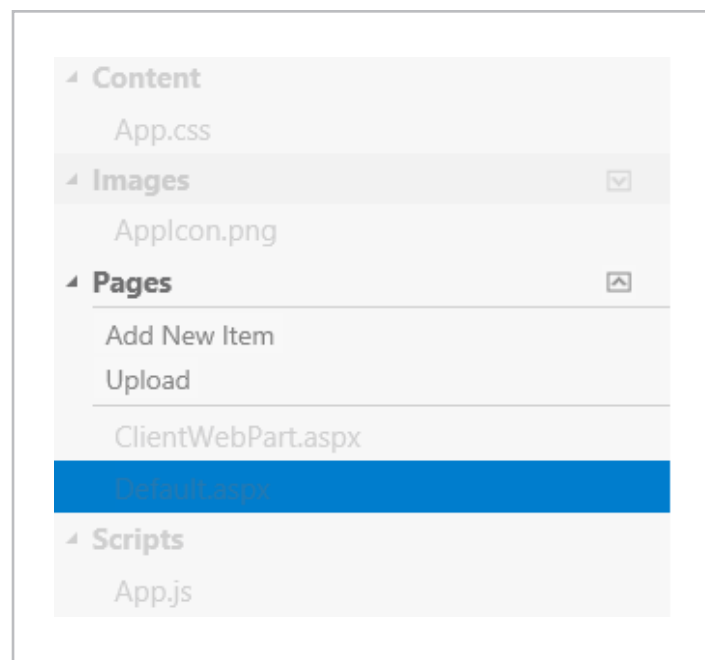 Content
App.css
Images
AppIcon.png
Pages
Add New Item
Upload
ClientWebPart.aspx
Default.aspx
Scripts
App.js